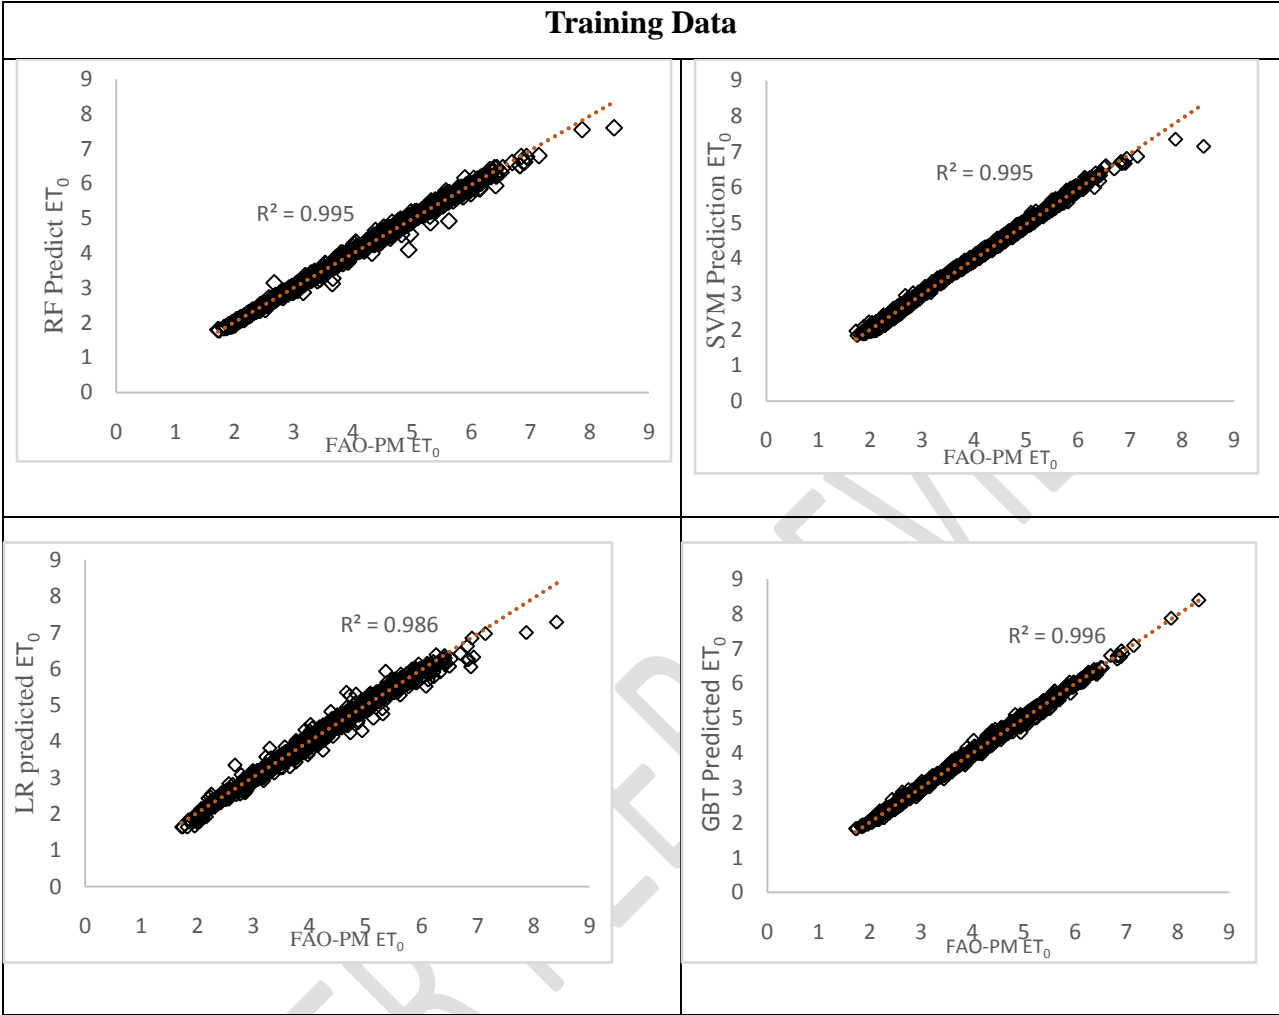 Training Data
9
8
7
6
5
4
3
2
1
0
RF Predict ET0
R² = 0.995
0 1 2 3 4 5 6 7 8 9
FAO-PM ET0
9
8
7
6
5
4
3
2
1
0
SVM Prediction ET0
R² = 0.995
0 1 2 3 4 5 6 7 8 9
FAO-PM ET0
9
8
7
6
5
4
3
2
1
0
LR predicted ET0
R² = 0.986
0 1 2 3 4 5 6 7 8 9
FAO-PM ET0
9
8
7
6
5
4
3
2
1
0
GBT Predicted ET0
R² = 0.996
0 1 2 3 4 5 6 7 8 9
FAO-PM ET0